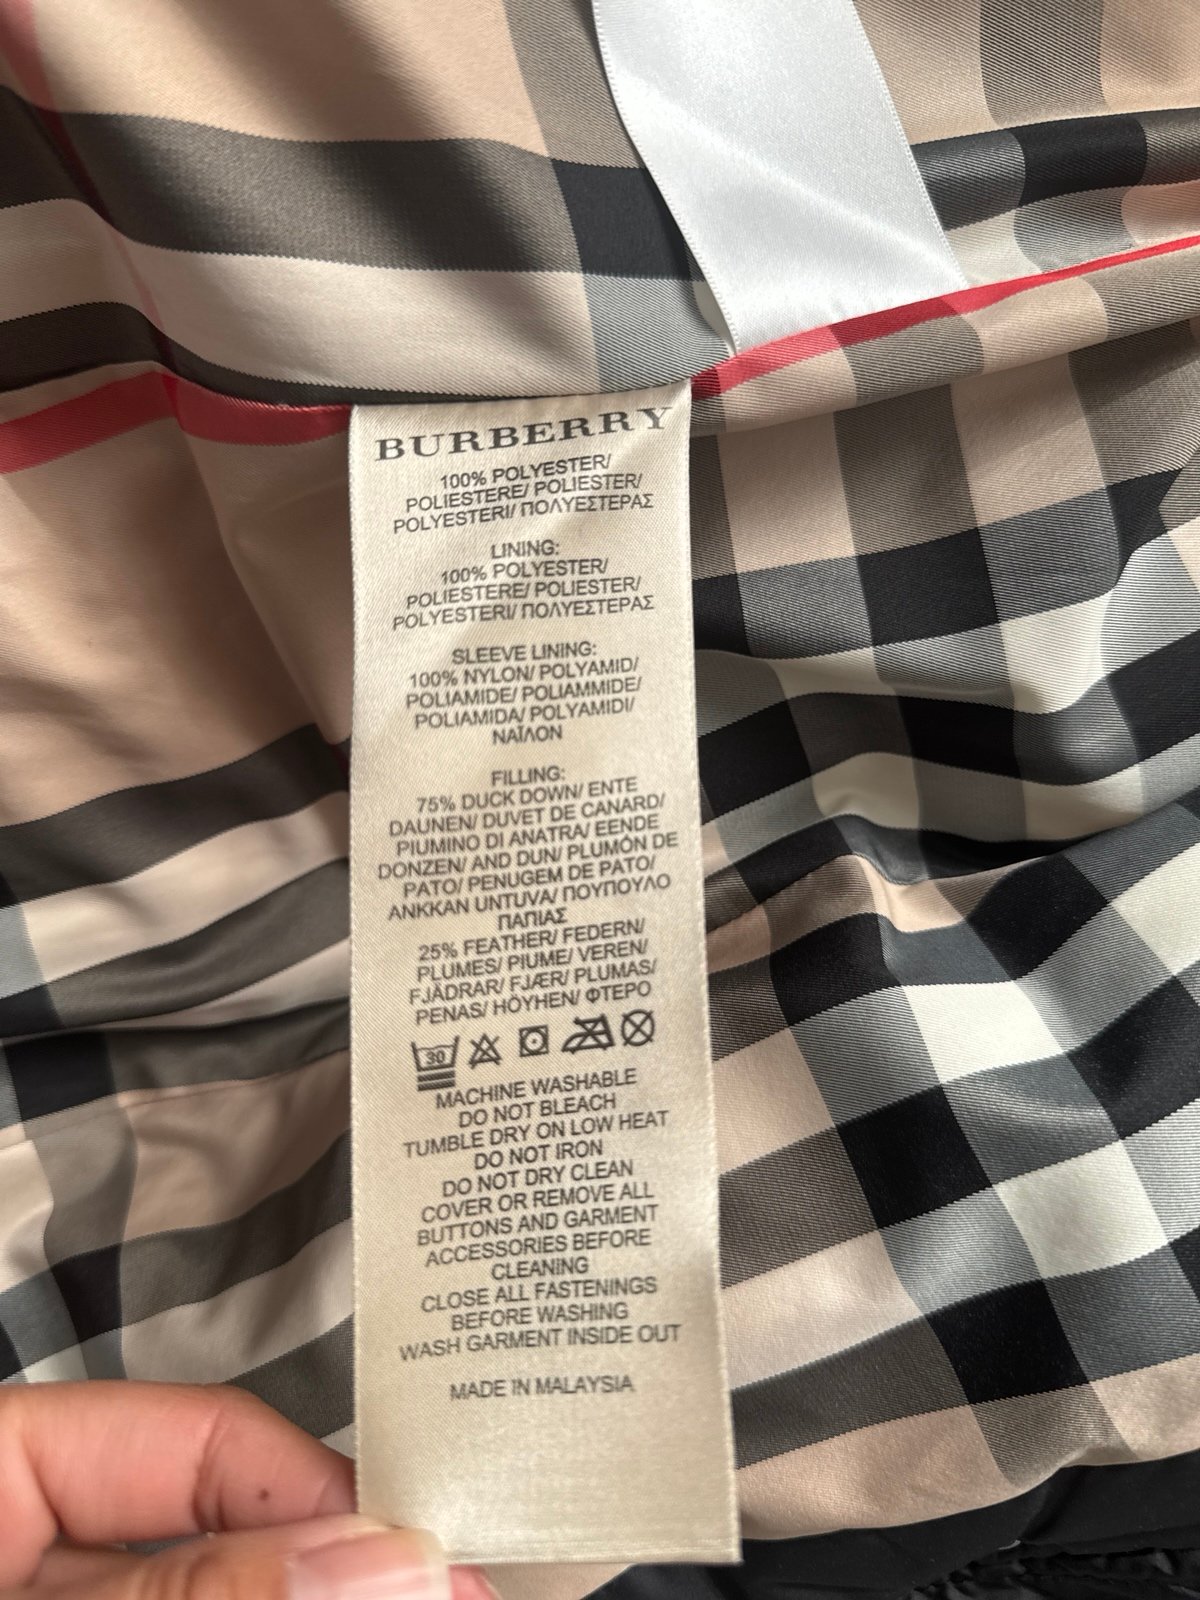 BURBERRY
100% POLYESTER/
POLIESTERE/ POLIESTER/
POLYESTERI/ ΠΟΛΥΕΣΤΕΡΑΣ
LINING:
100% POLYESTER/
POLIESTERE/ POLIESTER/
POLYESTERI/ ΠΟΛΥΕΣΤΕΡΑΣ
SLEEVE LINING:
100% NYLON/ POLYAMID/
POLIAMIDE/ POLIAMMIDE/
POLIAMIDA/ POLYAMIDI/
ΝΑΪΛΟΝ
FILLING:
75% DUCK DOWN/ ENTE
DAUNEN/ DUVET DE CANARD/
PIUMINO DI ANATRA/ EENDE
DONZEN/ AND DUN/ PLUMÓN DE
PATO/ PENUGEM DE PATO/
ANKKAN UNTUVA/ ΠΟΥΠΟΥΛΟ
ΠΑΠΙΑΣ
25% FEATHER/ FEDERN/
PLUMES/ PIUME/ VEREN/
FJÄDRAR/ FJÆR/ PLUMAS/
PENAS/ HÖYHEN/ ΦΤΕΡΟ
30
MACHINE WASHABLE
DO NOT BLEACH
TUMBLE DRY ON LOW HEAT
DO NOT IRON
DO NOT DRY CLEAN
COVER OR REMOVE ALL
BUTTONS AND GARMENT
ACCESSORIES BEFORE
CLEANING
CLOSE ALL FASTENINGS
BEFORE WASHING
WASH GARMENT INSIDE OUT
MADE IN MALAYSIA